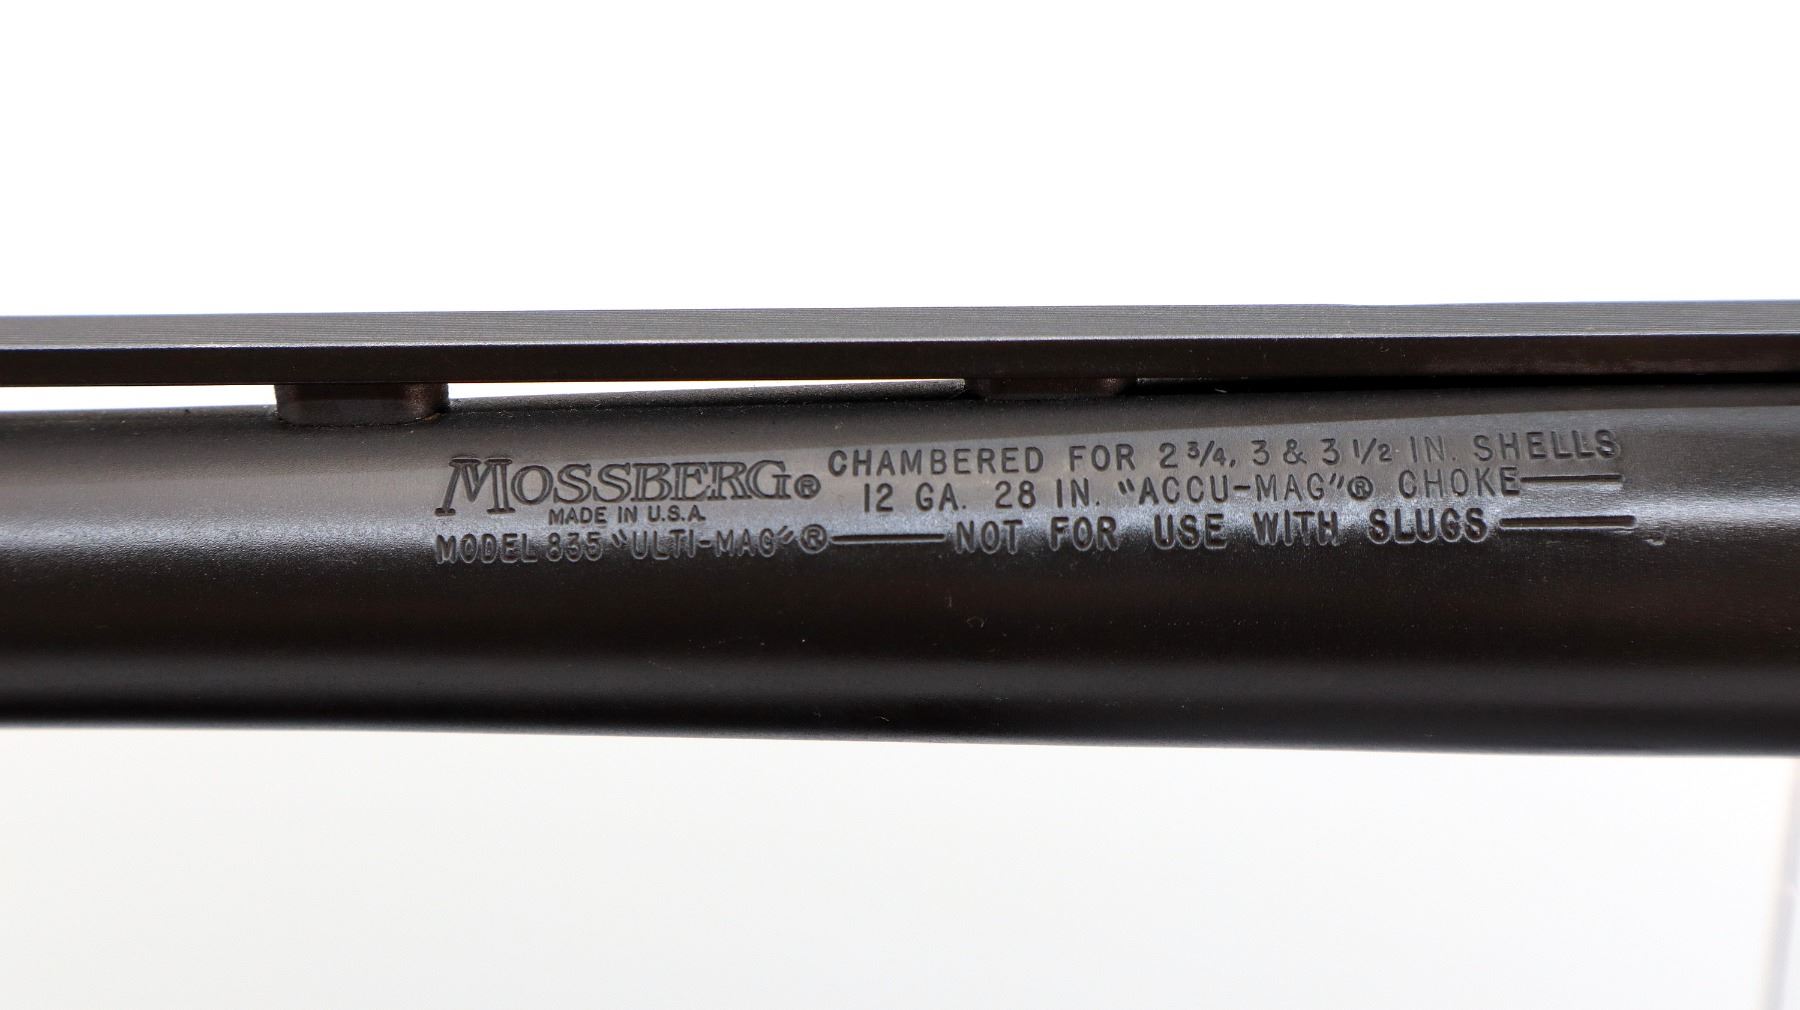 MOSSBERG®
MADE IN U.S.A.
MODEL 835 "ULTI-MAG"®
CHAMBERED FOR 2 3/4, 3 & 3 1/2 IN. SHELLS
12 GA. 28 IN. "ACCU-MAG"® CHOKE
NOT FOR USE WITH SLUGS